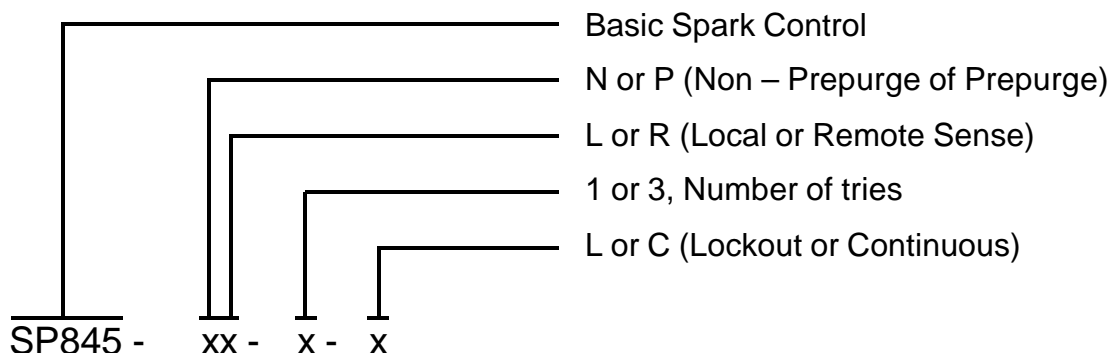 Basic Spark Control
N or P (Non – Prepurge of Prepurge)
L or R (Local or Remote Sense)
1 or 3, Number of tries
L or C (Lockout or Continuous)
SP845 - xx - x - x